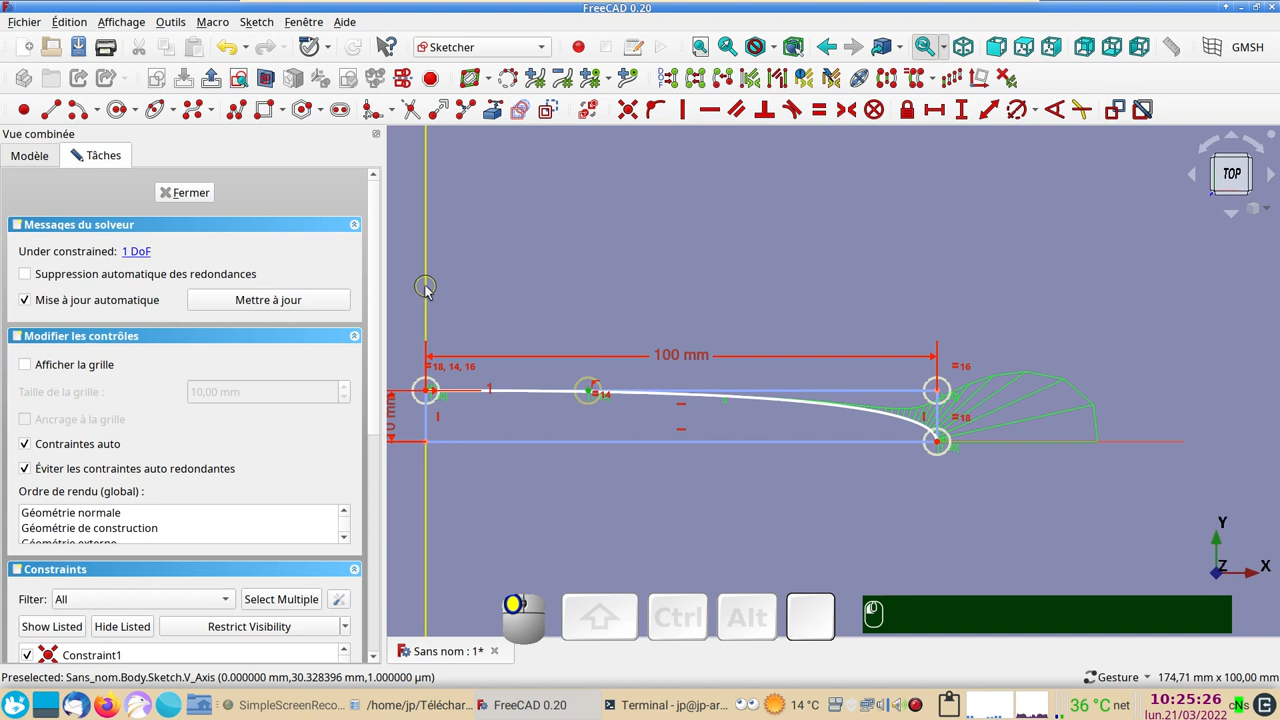 FreeCAD 0.20
Fichier Édition Affichage Outils Macro Sketch Fenêtre Aide
Sketcher
GMSH
Vue combinée
Modèle Tâches
Fermer
Messages du solveur
Under constrained: 1 DoF
Suppression automatique des redondances
Mise à jour automatique Mettre à jour
Modifier les contrôles
Afficher la grille
Taille de la grille : 10,00 mm
Ancrage à la grille
Contraintes auto
Éviter les contraintes auto redondantes
Ordre de rendu (global) :
Géométrie normale
Géométrie de construction
Géométrie externe
Constraints
Filter: All Select Multiple
Show Listed Hide Listed Restrict Visibility
Constraint1
TOP
100 mm
=18, 14, 16
=16
1
=14
=18
0 mm
Y
Z X
Ctrl Alt
Sans nom : 1*
Preselected: Sans_nom.Body.Sketch.V_Axis (0.000000 mm,30.328396 mm,1.00000 µm) Gesture 174,71 mm × 100,00 mm
SimpleScreenReco... /home/jp/Téléchar... FreeCAD 0.20 Terminal - jp@jp-ar... 14 °C 36 °C net 10:25:26
lun.21/03/2022